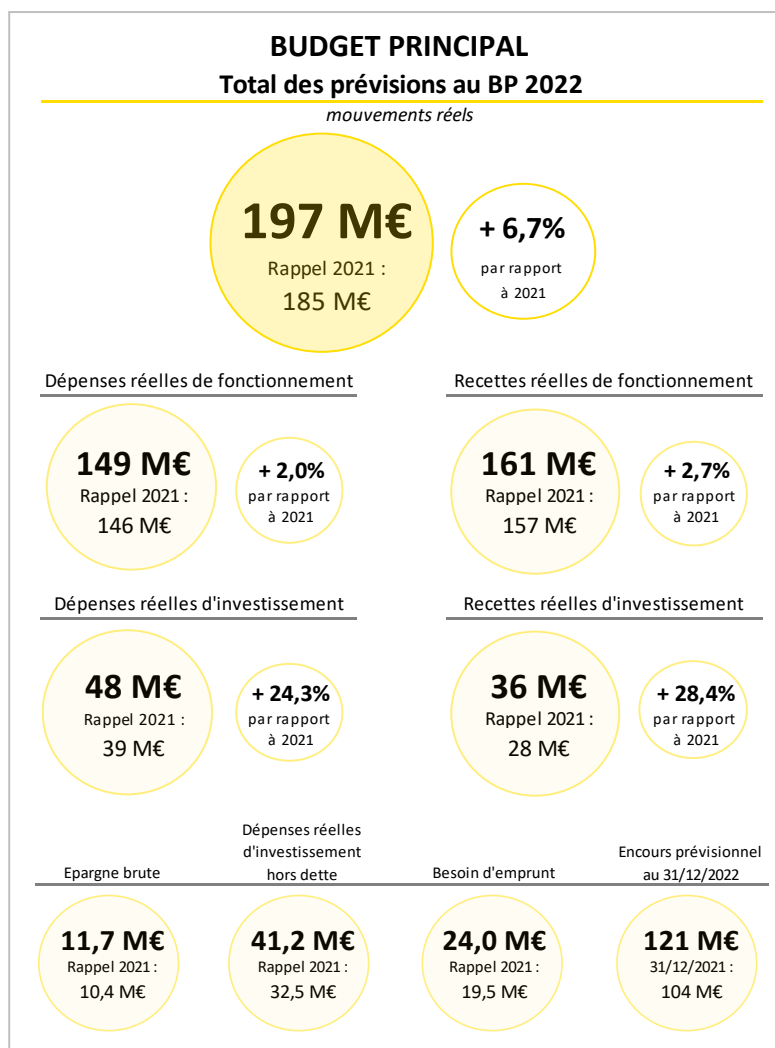 BUDGET PRINCIPAL
Total des prévisions au BP 2022
mouvements réels
197 M€
Rappel 2021 :
185 M€
+ 6,7%
par rapport
à 2021
Dépenses réelles de fonctionnement
149 M€
Rappel 2021 :
146 M€
+ 2,0%
par rapport
à 2021
Recettes réelles de fonctionnement
161 M€
Rappel 2021 :
157 M€
+ 2,7%
par rapport
à 2021
Dépenses réelles d'investissement
48 M€
Rappel 2021 :
39 M€
+ 24,3%
par rapport
à 2021
Recettes réelles d'investissement
36 M€
Rappel 2021 :
28 M€
+ 28,4%
par rapport
à 2021
Epargne brute
11,7 M€
Rappel 2021 :
10,4 M€
Dépenses réelles
d'investissement
hors dette
41,2 M€
Rappel 2021 :
32,5 M€
Besoin d'emprunt
24,0 M€
Rappel 2021 :
19,5 M€
Encours prévisionnel
au 31/12/2022
121 M€
31/12/2021 :
104 M€